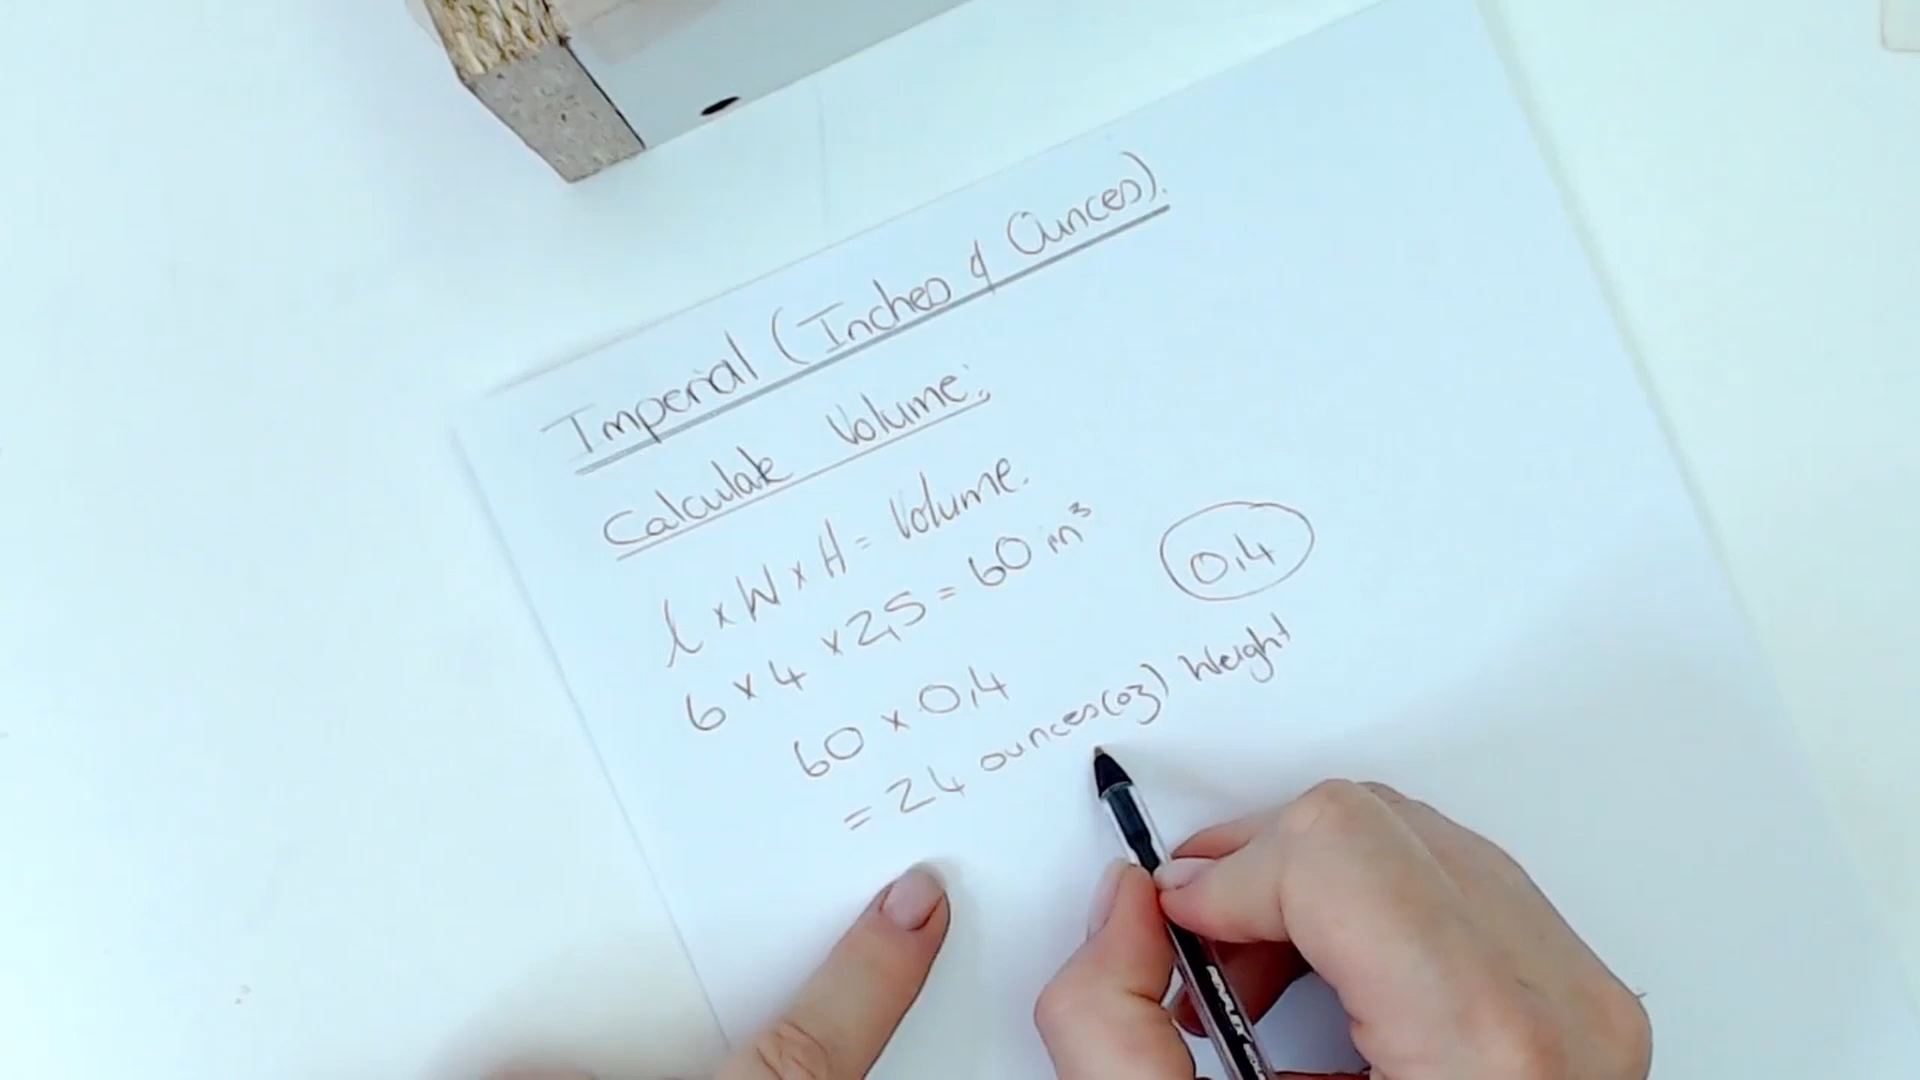 Imperial (Inches & Ounces).
Calculate Volume:
l x W x H = Volume.
6 x 4 x 2,5 = 60 in³
0,4
60 x 0,4
= 24 ounces(oz) Weight